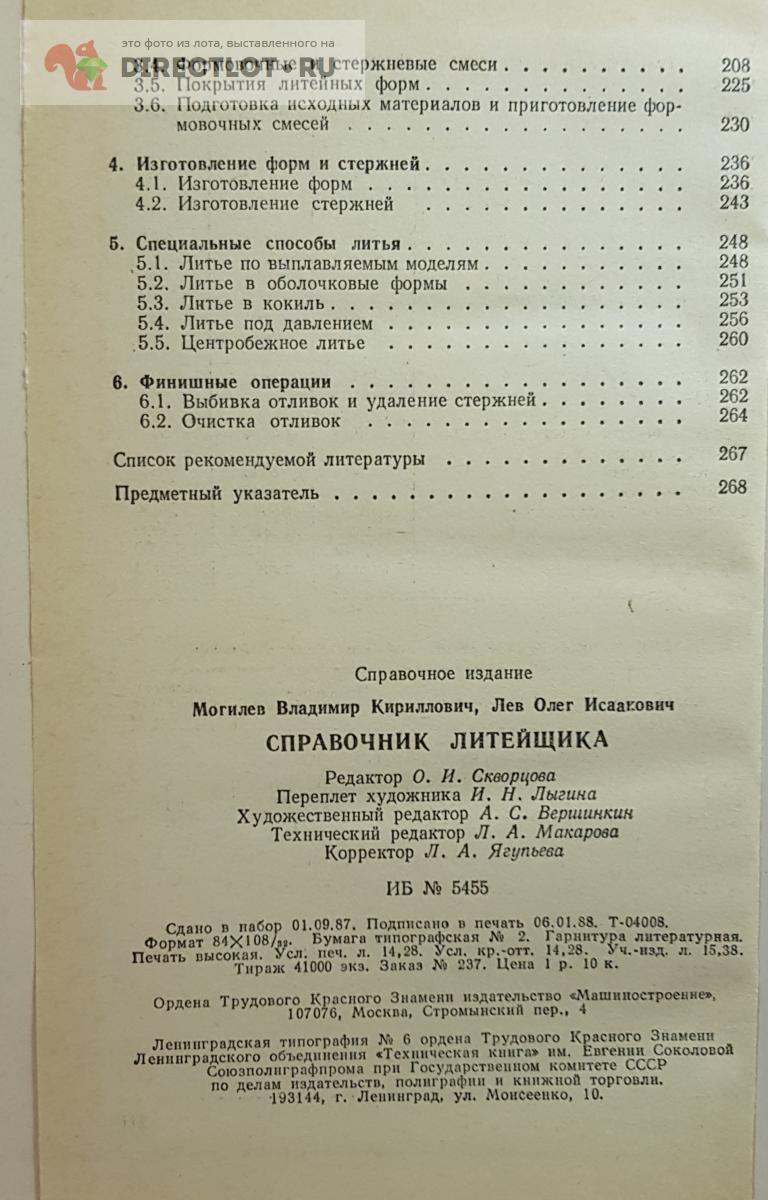 это фото из лота, выставленного на
DIRECTLOT.RU
3.4. Формовочные и стержневые смеси . . . . . . . . . . 208
3.5. Покрытия литейных форм . . . . . . . . . . . . . . 225
3.6. Подготовка исходных материалов и приготовление фор-
мовочных смесей . . . . . . . . . . . . . . . . . . 230
4. Изготовление форм и стержней . . . . . . . . . . . . . . 236
4.1. Изготовление форм . . . . . . . . . . . . . . . . . 236
4.2. Изготовление стержней . . . . . . . . . . . . . . 243
5. Специальные способы литья . . . . . . . . . . . . . . . 248
5.1. Литье по выплавляемым моделям . . . . . . . . . . . 248
5.2. Литье в оболочковые формы . . . . . . . . . . . . 251
5.3. Литье в кокиль . . . . . . . . . . . . . . . . . . 253
5.4. Литье под давлением . . . . . . . . . . . . . . . . 256
5.5. Центробежное литье . . . . . . . . . . . . . . . . 260
6. Финишные операции . . . . . . . . . . . . . . . . . . 262
6.1. Выбивка отливок и удаление стержней . . . . . . . . 262
6.2. Очистка отливок . . . . . . . . . . . . . . . . . 264
Список рекомендуемой литературы . . . . . . . . . . . . 267
Предметный указатель . . . . . . . . . . . . . . . . . . 268
Справочное издание
Могилев Владимир Кириллович, Лев Олег Исаакович
СПРАВОЧНИК ЛИТЕЙЩИКА
Редактор О. И. Скворцова
Переплет художника И. Н. Лыгина
Художественный редактор А. С. Вершинкин
Технический редактор Л. А. Макарова
Корректор Л. А. Ягупьева
ИБ № 5455
Сдано в набор 01.09.87. Подписано в печать 06.01.88. Т-04008.
Формат 84×108/32. Бумага типографская № 2. Гарнитура литературная.
Печать высокая. Усл. печ. л. 14,28. Усл. кр.-отт. 14,28. Уч.-изд. л. 15,38.
Тираж 41000 экз. Заказ № 237. Цена 1 р. 10 к.
Ордена Трудового Красного Знамени издательство «Машиностроение»,
107076, Москва, Стромынский пер., 4
Ленинградская типография № 6 ордена Трудового Красного Знамени
Ленинградского объединения «Техническая книга» им. Евгении Соколовой
Союзполиграфпрома при Государственном комитете СССР
по делам издательств, полиграфии и книжной торговли.
193144, г. Ленинград, ул. Моисеенко, 10.